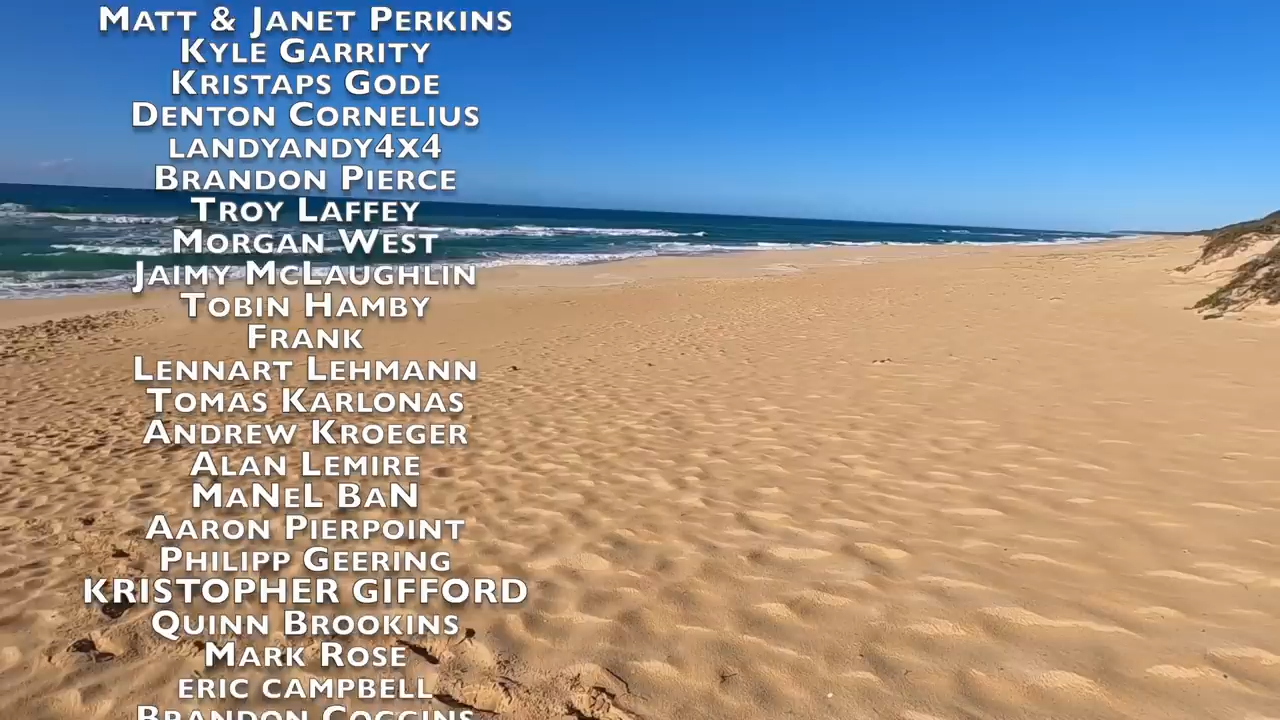 Matt & Janet Perkins
Kyle Garrity
Kristaps Gode
Denton Cornelius
landyandy4x4
Brandon Pierce
Troy Laffey
Morgan West
Jaimy McLaughlin
Tobin Hamby
Frank
Lennart Lehmann
Tomas Karlonas
Andrew Kroeger
Alan Lemire
MaNeL BaN
Aaron Pierpoint
Philipp Geering
KRISTOPHER GIFFORD
Quinn Brookins
Mark Rose
eric campbell
Brandon Coggins